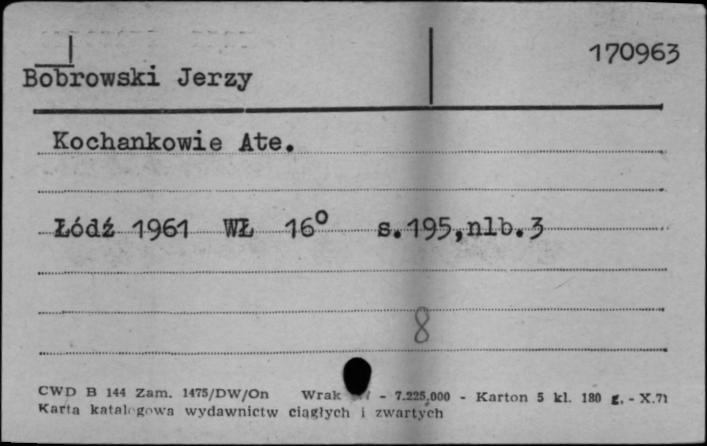 170963
Bobrowski Jerzy
Kochankowie Ate.
Łódź 1961 WŁ 16° s.195,nlb.3
8
CWD B 144 Zam. 1475/DW/On Wrak - 7.225.000 - Karton 5 kl. 180 g. - X.71
Karta katalogowa wydawnictw ciągłych i zwartych